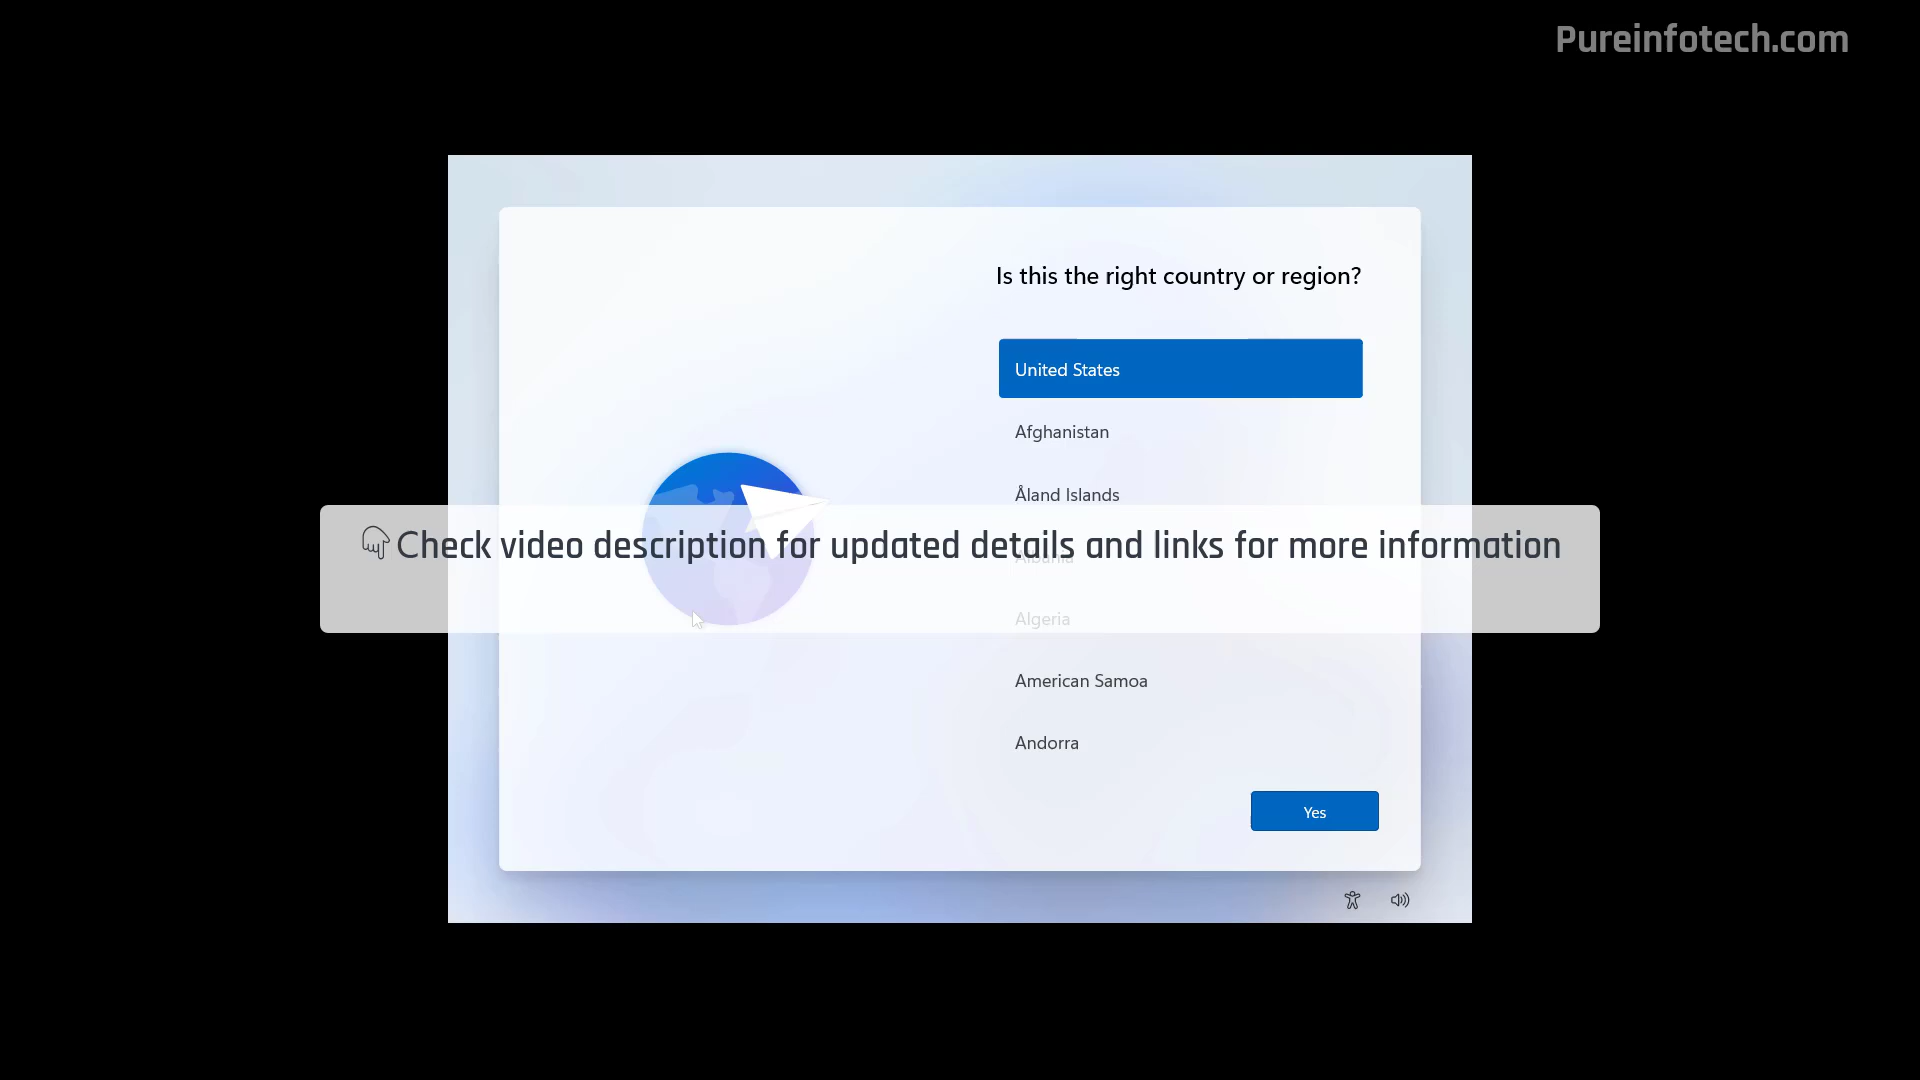 Pureinfotech.com
Is this the right country or region?
United States
Afghanistan
Åland Islands
Check video description for updated details and links for more information
Albania
Algeria
American Samoa
Andorra
Yes